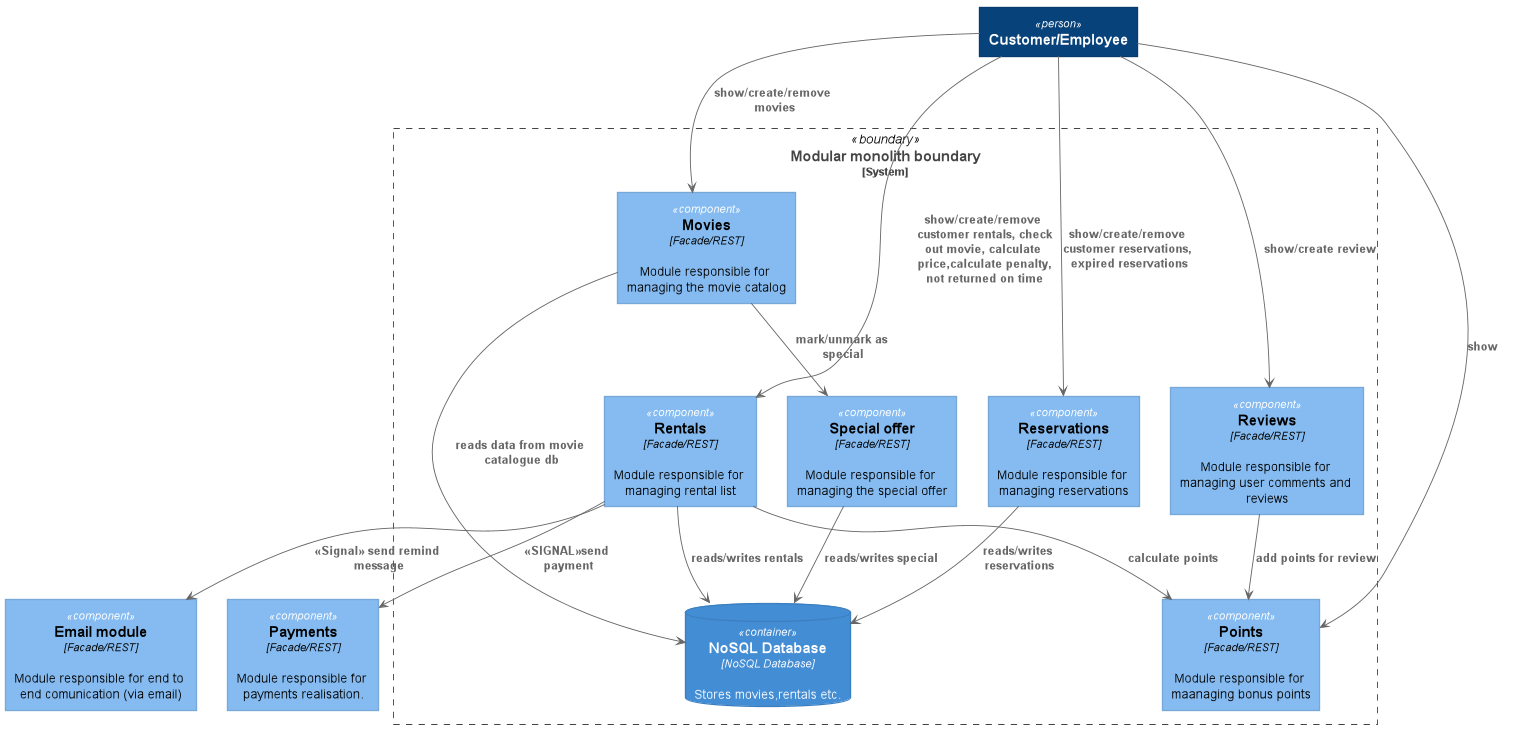 «person»
Customer/Employee
show/create/remove
movies
«boundary»
Modular monolith boundary
[System]
«component»
Movies
[Facade/REST]
Module responsible for
managing the movie catalog
show/create/remove
customer rentals, check
out movie, calculate
price,calculate penalty,
not returned on time
show/create/remove
customer reservations,
expired reservations
show/create review
mark/unmark as
special
show
reads data from movie
catalogue db
«component»
Rentals
[Facade/REST]
Module responsible for
managing rental list
«component»
Special offer
[Facade/REST]
Module responsible for
managing the special offer
«component»
Reservations
[Facade/REST]
Module responsible for
managing reservations
«component»
Reviews
[Facade/REST]
Module responsible for
managing user comments and
reviews
«Signal» send remind
message
«SIGNAL»send
payment
reads/writes rentals
reads/writes special
reads/writes
reservations
calculate points
add points for review
«component»
Email module
[Facade/REST]
Module responsible for end to
end comunication (via email)
«component»
Payments
[Facade/REST]
Module responsible for
payments realisation.
«container»
NoSQL Database
[NoSQL Database]
Stores movies,rentals etc.
«component»
Points
[Facade/REST]
Module responsible for
maanaging bonus points